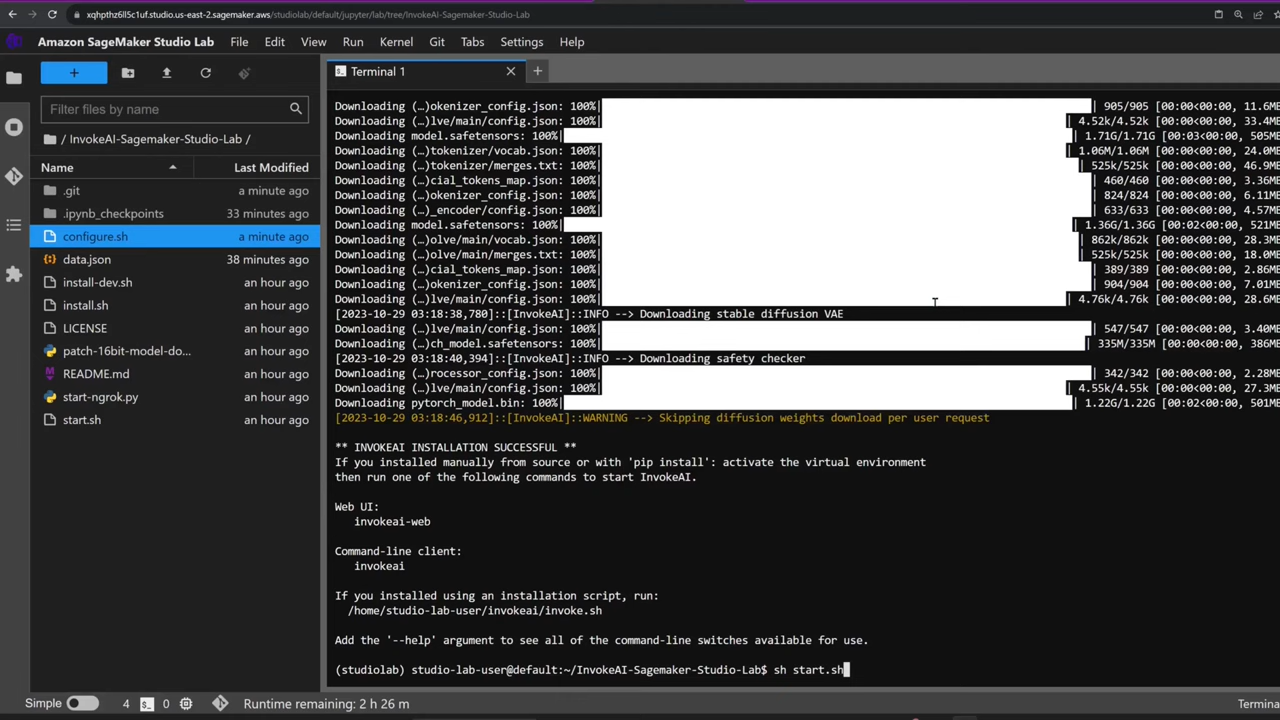 xqhpthz6ll5c1uf.studio.us-east-2.sagemaker.aws/studiolab/default/jupyter/lab/tree/InvokeAI-Sagemaker-Studio-Lab
Amazon SageMaker Studio Lab File Edit View Run Kernel Git Tabs Settings Help
+
Filter files by name
/ InvokeAI-Sagemaker-Studio-Lab /
Name Last Modified
.git a minute ago
.ipynb_checkpoints 33 minutes ago
configure.sh a minute ago
data.json 38 minutes ago
install-dev.sh an hour ago
install.sh an hour ago
LICENSE an hour ago
patch-16bit-model-do... an hour ago
README.md an hour ago
start-ngrok.py an hour ago
start.sh an hour ago
Terminal 1
Downloading (…)okenizer_config.json: 100%| | 905/905 [00:00<00:00, 11.6MB
Downloading (…)lve/main/config.json: 100%| | 4.52k/4.52k [00:00<00:00, 33.4M
Downloading model.safetensors: 100%| | 1.71G/1.71G [00:03<00:00, 505M
Downloading (…)tokenizer/vocab.json: 100%| | 1.06M/1.06M [00:00<00:00, 24.0M
Downloading (…)tokenizer/merges.txt: 100%| | 525k/525k [00:00<00:00, 46.9M
Downloading (…)cial_tokens_map.json: 100%| | 460/460 [00:00<00:00, 3.36M
Downloading (…)okenizer_config.json: 100%| | 824/824 [00:00<00:00, 6.11M
Downloading (…)_encoder/config.json: 100%| | 633/633 [00:00<00:00, 4.57M
Downloading model.safetensors: 100%| | 1.36G/1.36G [00:02<00:00, 521M
Downloading (…)olve/main/vocab.json: 100%| | 862k/862k [00:00<00:00, 28.3M
Downloading (…)olve/main/merges.txt: 100%| | 525k/525k [00:00<00:00, 18.0M
Downloading (…)cial_tokens_map.json: 100%| | 389/389 [00:00<00:00, 2.86M
Downloading (…)okenizer_config.json: 100%| | 904/904 [00:00<00:00, 7.01M
Downloading (…)lve/main/config.json: 100%| | 4.76k/4.76k [00:00<00:00, 28.6M
[2023-10-29 03:18:38,780]::[InvokeAI]::INFO --> Downloading stable diffusion VAE
Downloading (…)lve/main/config.json: 100%| | 547/547 [00:00<00:00, 3.40M
Downloading (…)ch_model.safetensors: 100%| | 335M/335M [00:00<00:00, 386M
[2023-10-29 03:18:40,394]::[InvokeAI]::INFO --> Downloading safety checker
Downloading (…)rocessor_config.json: 100%| | 342/342 [00:00<00:00, 2.28M
Downloading (…)lve/main/config.json: 100%| | 4.55k/4.55k [00:00<00:00, 27.3M
Downloading pytorch_model.bin: 100%| | 1.22G/1.22G [00:02<00:00, 501M
[2023-10-29 03:18:46,912]::[InvokeAI]::WARNING --> Skipping diffusion weights download per user request
** INVOKEAI INSTALLATION SUCCESSFUL **
If you installed manually from source or with 'pip install': activate the virtual environment
then run one of the following commands to start InvokeAI.
Web UI:
invokeai-web
Command-line client:
invokeai
If you installed using an installation script, run:
/home/studio-lab-user/invokeai/invoke.sh
Add the '--help' argument to see all of the command-line switches available for use.
(studiolab) studio-lab-user@default:~/InvokeAI-Sagemaker-Studio-Lab$ sh start.sh
Simple 4 0 Runtime remaining: 2 h 26 m Termina